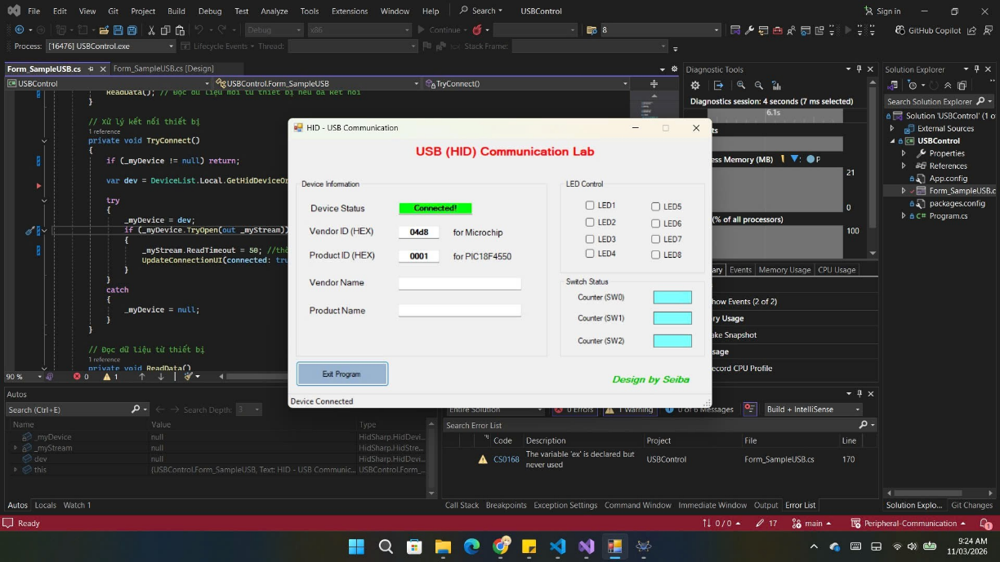 File Edit View Git Project Build Debug Test Analyze Tools Extensions Window Help Search USBControl Sign in
Debug x86 Continue 8 GitHub Copilot
Process: [16476] USBControl.exe Lifecycle Events Thread: Stack Frame:
Form_SampleUSB.cs Form_SampleUSB.cs [Design]
USBControl USBControl.Form_SampleUSB TryConnect()
ReadData(); // Đọc dữ liệu mới từ thiết bị nếu đã kết nối
}
// Xử lý kết nối thiết bị
1 reference
private void TryConnect()
{
if (_myDevice != null) return;
var dev = DeviceList.Local.GetHidDeviceOr
try
{
_myDevice = dev;
if (_myDevice.TryOpen(out _myStream))
{
_myStream.ReadTimeout = 50;
UpdateConnectionUI(connected: tru
}
}
catch
{
_myDevice = null;
}
}
// Đọc dữ liệu từ thiết bị
1 reference
private void ReadData()
90 % 0 1
HID - USB Communication
USB (HID) Communication Lab
Device Information
Device Status Connected!
Vendor ID (HEX) 04d8 for Microchip
Product ID (HEX) 0001 for PIC18F4550
Vendor Name
Product Name
LED Control
LED1 LED5
LED2 LED6
LED3 LED7
LED4 LED8
Switch Status
Counter (SW0)
Counter (SW1)
Counter (SW2)
Exit Program
Design by Seiba
Device Connected
Diagnostic Tools
Diagnostics session: 4 seconds (7 ms selected)
6.1s
ess Memory (MB) P
21
0
(% of all processors)
100
ary Events Memory Usage CPU Usage
how Events (2 of 2)
ry Usage
ake Snapshot
sage
ecord CPU Profile
Solution Explorer
Search Solution Explorer
Solution 'USBControl' (1 o
External Sources
USBControl
Properties
References
App.config
Form_SampleUSB.c
packages.config
Program.cs
Solution Explo... Git Changes
Autos
Search (Ctrl+E) Search Depth: 3
Name Value Type
_myDevice null HidSharp.HidDevi...
_myStream null HidSharp.HidStre...
dev null HidSharp.HidDevi...
this {USBControl.Form_SampleUSB, Text: HID - USB Communic... USBControl.Form_...
Autos Locals Watch 1
Entire Solution 0 Errors 1 Warning 0 of 6 Messages Build + IntelliSense
Search Error List
Code Description Project File Line
CS0168 The variable 'ex' is declared but never used USBControl Form_SampleUSB.cs 170
Call Stack Breakpoints Exception Settings Command Window Immediate Window Output Error List
Ready 0 / 0 17 main Peripheral-Communication 1
9:24 AM
11/03/2026